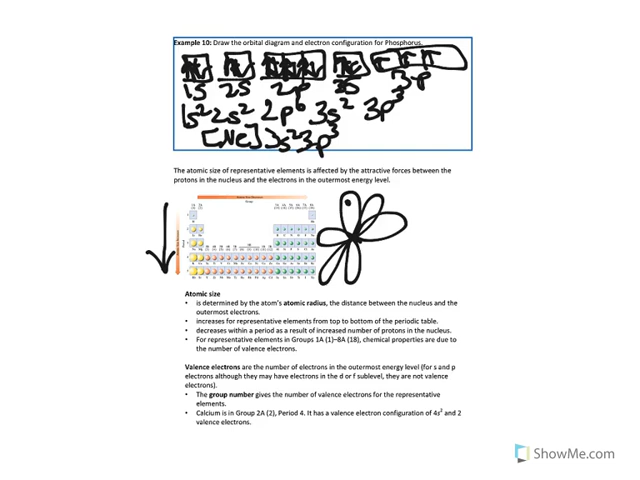 Example 10: Draw the orbital diagram and electron configuration for Phosphorus.
1s 2s 2p 3s 3p
1s² 2s² 2p⁶ 3s² 3p³
[Ne] 3s² 3p³
The atomic size of representative elements is affected by the attractive forces between the
protons in the nucleus and the electrons in the outermost energy level.
Atomic size
• is determined by the atom's atomic radius, the distance between the nucleus and the
outermost electrons.
• increases for representative elements from top to bottom of the periodic table.
• decreases within a period as a result of increased number of protons in the nucleus.
• For representative elements in Groups 1A (1)–8A (18), chemical properties are due to
the number of valence electrons.
Valence electrons are the number of electrons in the outermost energy level (for s and p
electrons although they may have electrons in the d or f sublevel, they are not valence
electrons).
• The group number gives the number of valence electrons for the representative
elements.
• Calcium is in Group 2A (2), Period 4. It has a valence electron configuration of 4s² and 2
valence electrons.
ShowMe.com